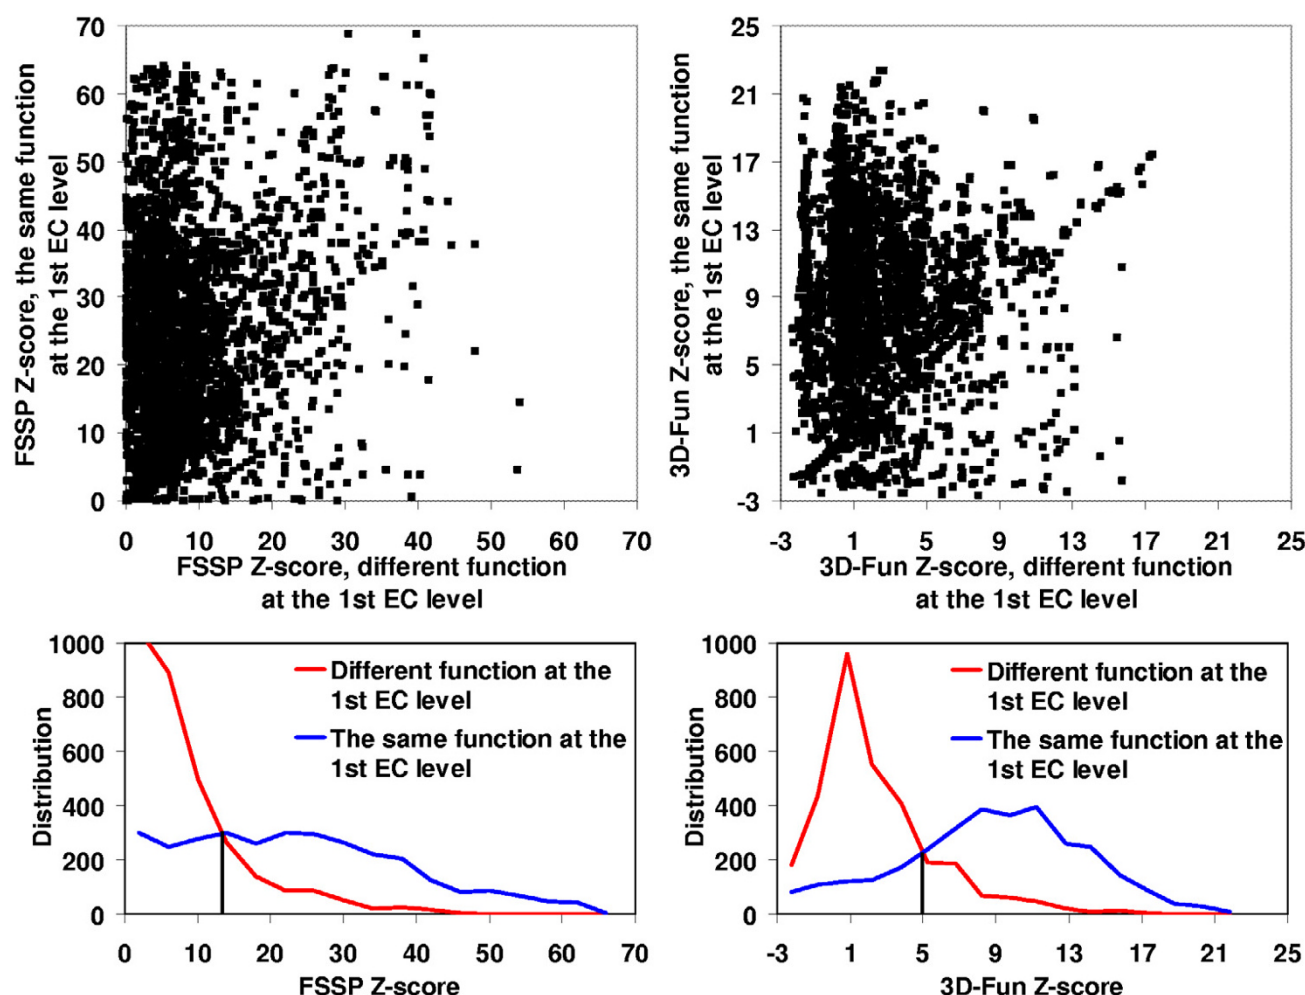 FSSP Z-score, the same function
at the 1st EC level
70
60
50
40
30
20
10
0
0 10 20 30 40 50 60 70
FSSP Z-score, different function
at the 1st EC level
3D-Fun Z-score, the same function
at the 1st EC level
25
21
17
13
9
5
1
-3
-3 1 5 9 13 17 21 25
3D-Fun Z-score, different function
at the 1st EC level
Distribution
1000
800
600
400
200
0
Different function at the
1st EC level
The same function at the
1st EC level
0 10 20 30 40 50 60 70
FSSP Z-score
Distribution
1000
800
600
400
200
0
Different function at the
1st EC level
The same function at the
1st EC level
-3 1 5 9 13 17 21 25
3D-Fun Z-score